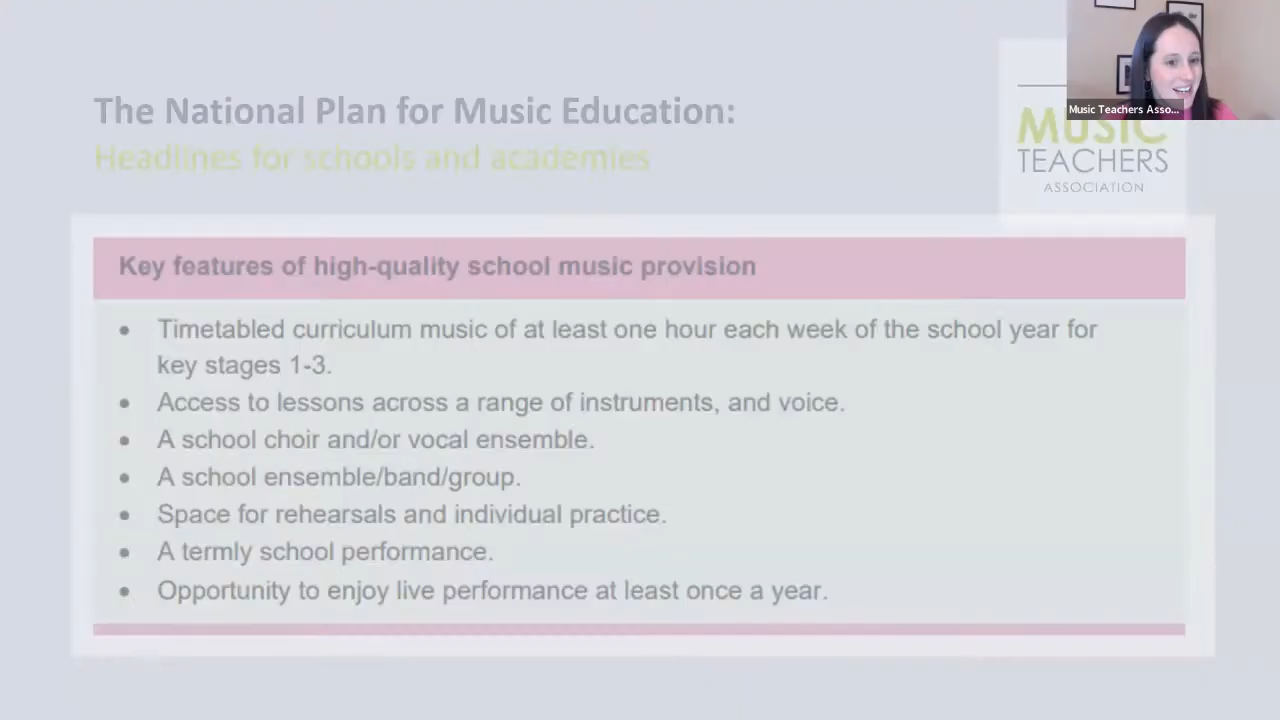 The National Plan for Music Education:
Headlines for schools and academies
Music Teachers Asso...
MUSIC
TEACHERS
ASSOCIATION
Key features of high-quality school music provision
• Timetabled curriculum music of at least one hour each week of the school year for
key stages 1-3.
• Access to lessons across a range of instruments, and voice.
• A school choir and/or vocal ensemble.
• A school ensemble/band/group.
• Space for rehearsals and individual practice.
• A termly school performance.
• Opportunity to enjoy live performance at least once a year.